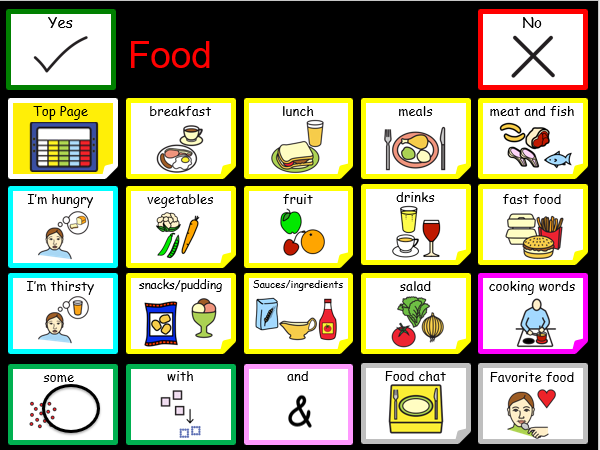 Yes
Food
No
Top Page
breakfast
lunch
meals
meat and fish
I'm hungry
vegetables
fruit
drinks
fast food
I'm thirsty
snacks/pudding
Sauces/ingredients
salad
cooking words
some
with
and
&
Food chat
Favorite food